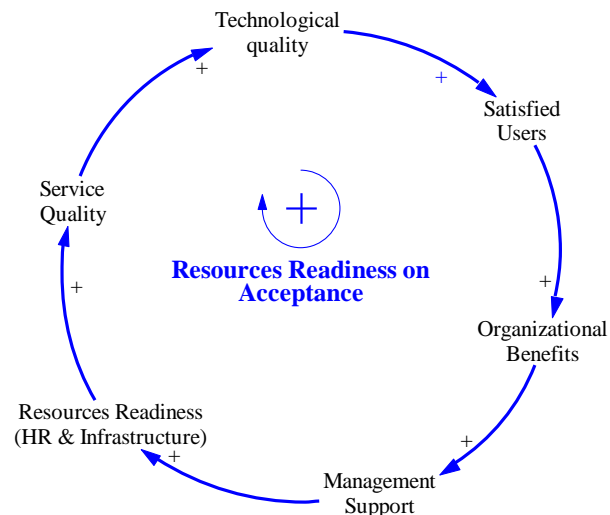 Technological
quality
+
+
Satisfied
Users
Service
Quality
+
Resources Readiness on
Acceptance
+
+
Organizational
Benefits
Resources Readiness
(HR & Infrastructure)
+
+
Management
Support